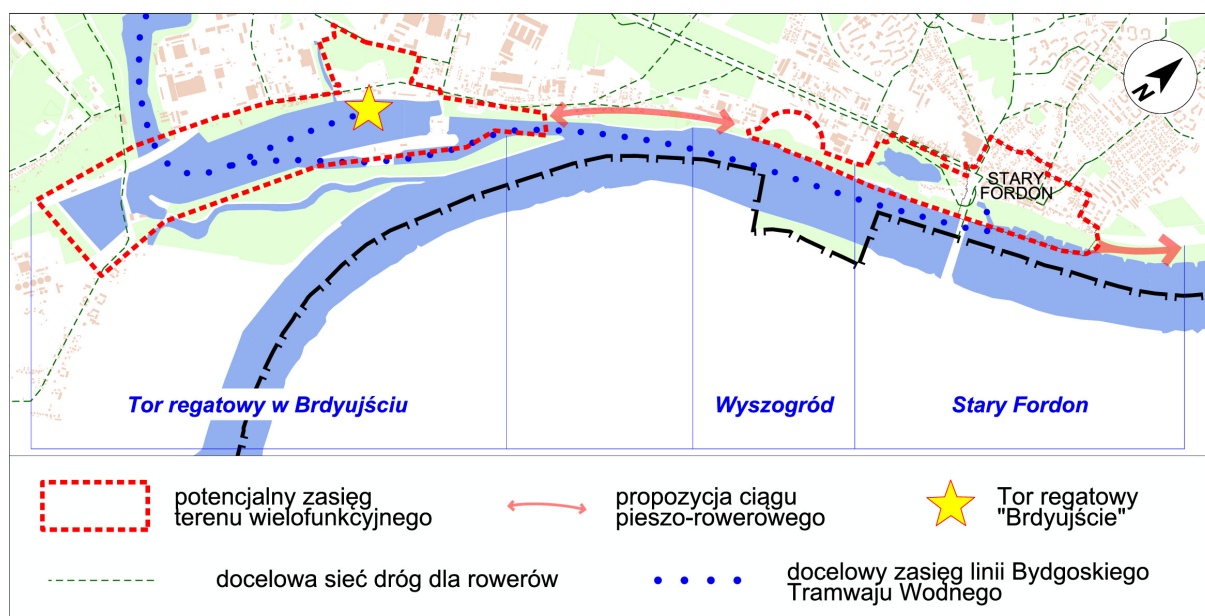 N
STARY
FORDON
Tor regatowy w Brdyujściu
Wyszogród
Stary Fordon
potencjalny zasięg
terenu wielofunkcyjnego
propozycja ciągu
pieszo-rowerowego
Tor regatowy
"Brdyujście"
docelowa sieć dróg dla rowerów
docelowy zasięg linii Bydgoskiego
Tramwaju Wodnego